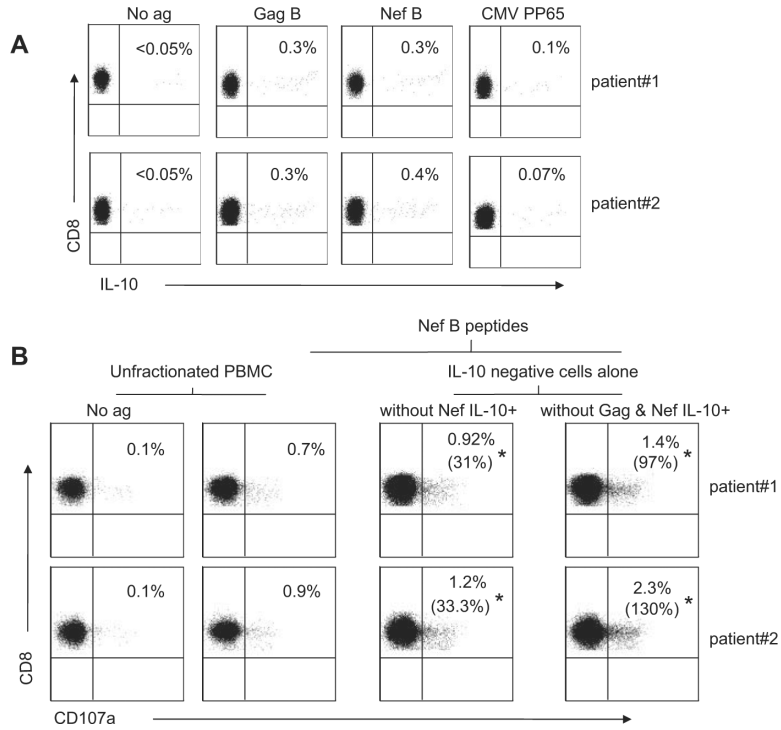 No ag Gag B Nef B CMV PP65
A
<0.05% 0.3% 0.3% 0.1%
patient#1
<0.05% 0.3% 0.4% 0.07%
patient#2
CD8
IL-10
Nef B peptides
B
Unfractionated PBMC IL-10 negative cells alone
No ag without Nef IL-10+ without Gag & Nef IL-10+
0.1% 0.7% 0.92% 1.4%
(31%) * (97%) *
patient#1
0.1% 0.9% 1.2% 2.3%
(33.3%) * (130%) *
patient#2
CD8
CD107a